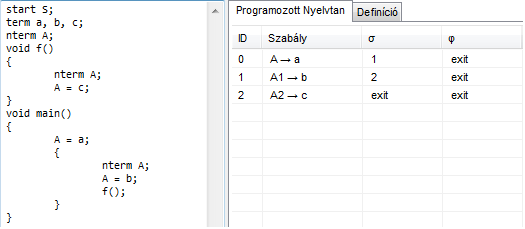 start S;
term a, b, c;
nterm A;
void f()
{
nterm A;
A = c;
}
void main()
{
A = a;
{
nterm A;
A = b;
f();
}
}
Programozott Nyelvtan Definíció
ID Szabály σ φ
0 A → a 1 exit
1 A1 → b 2 exit
2 A2 → c exit exit